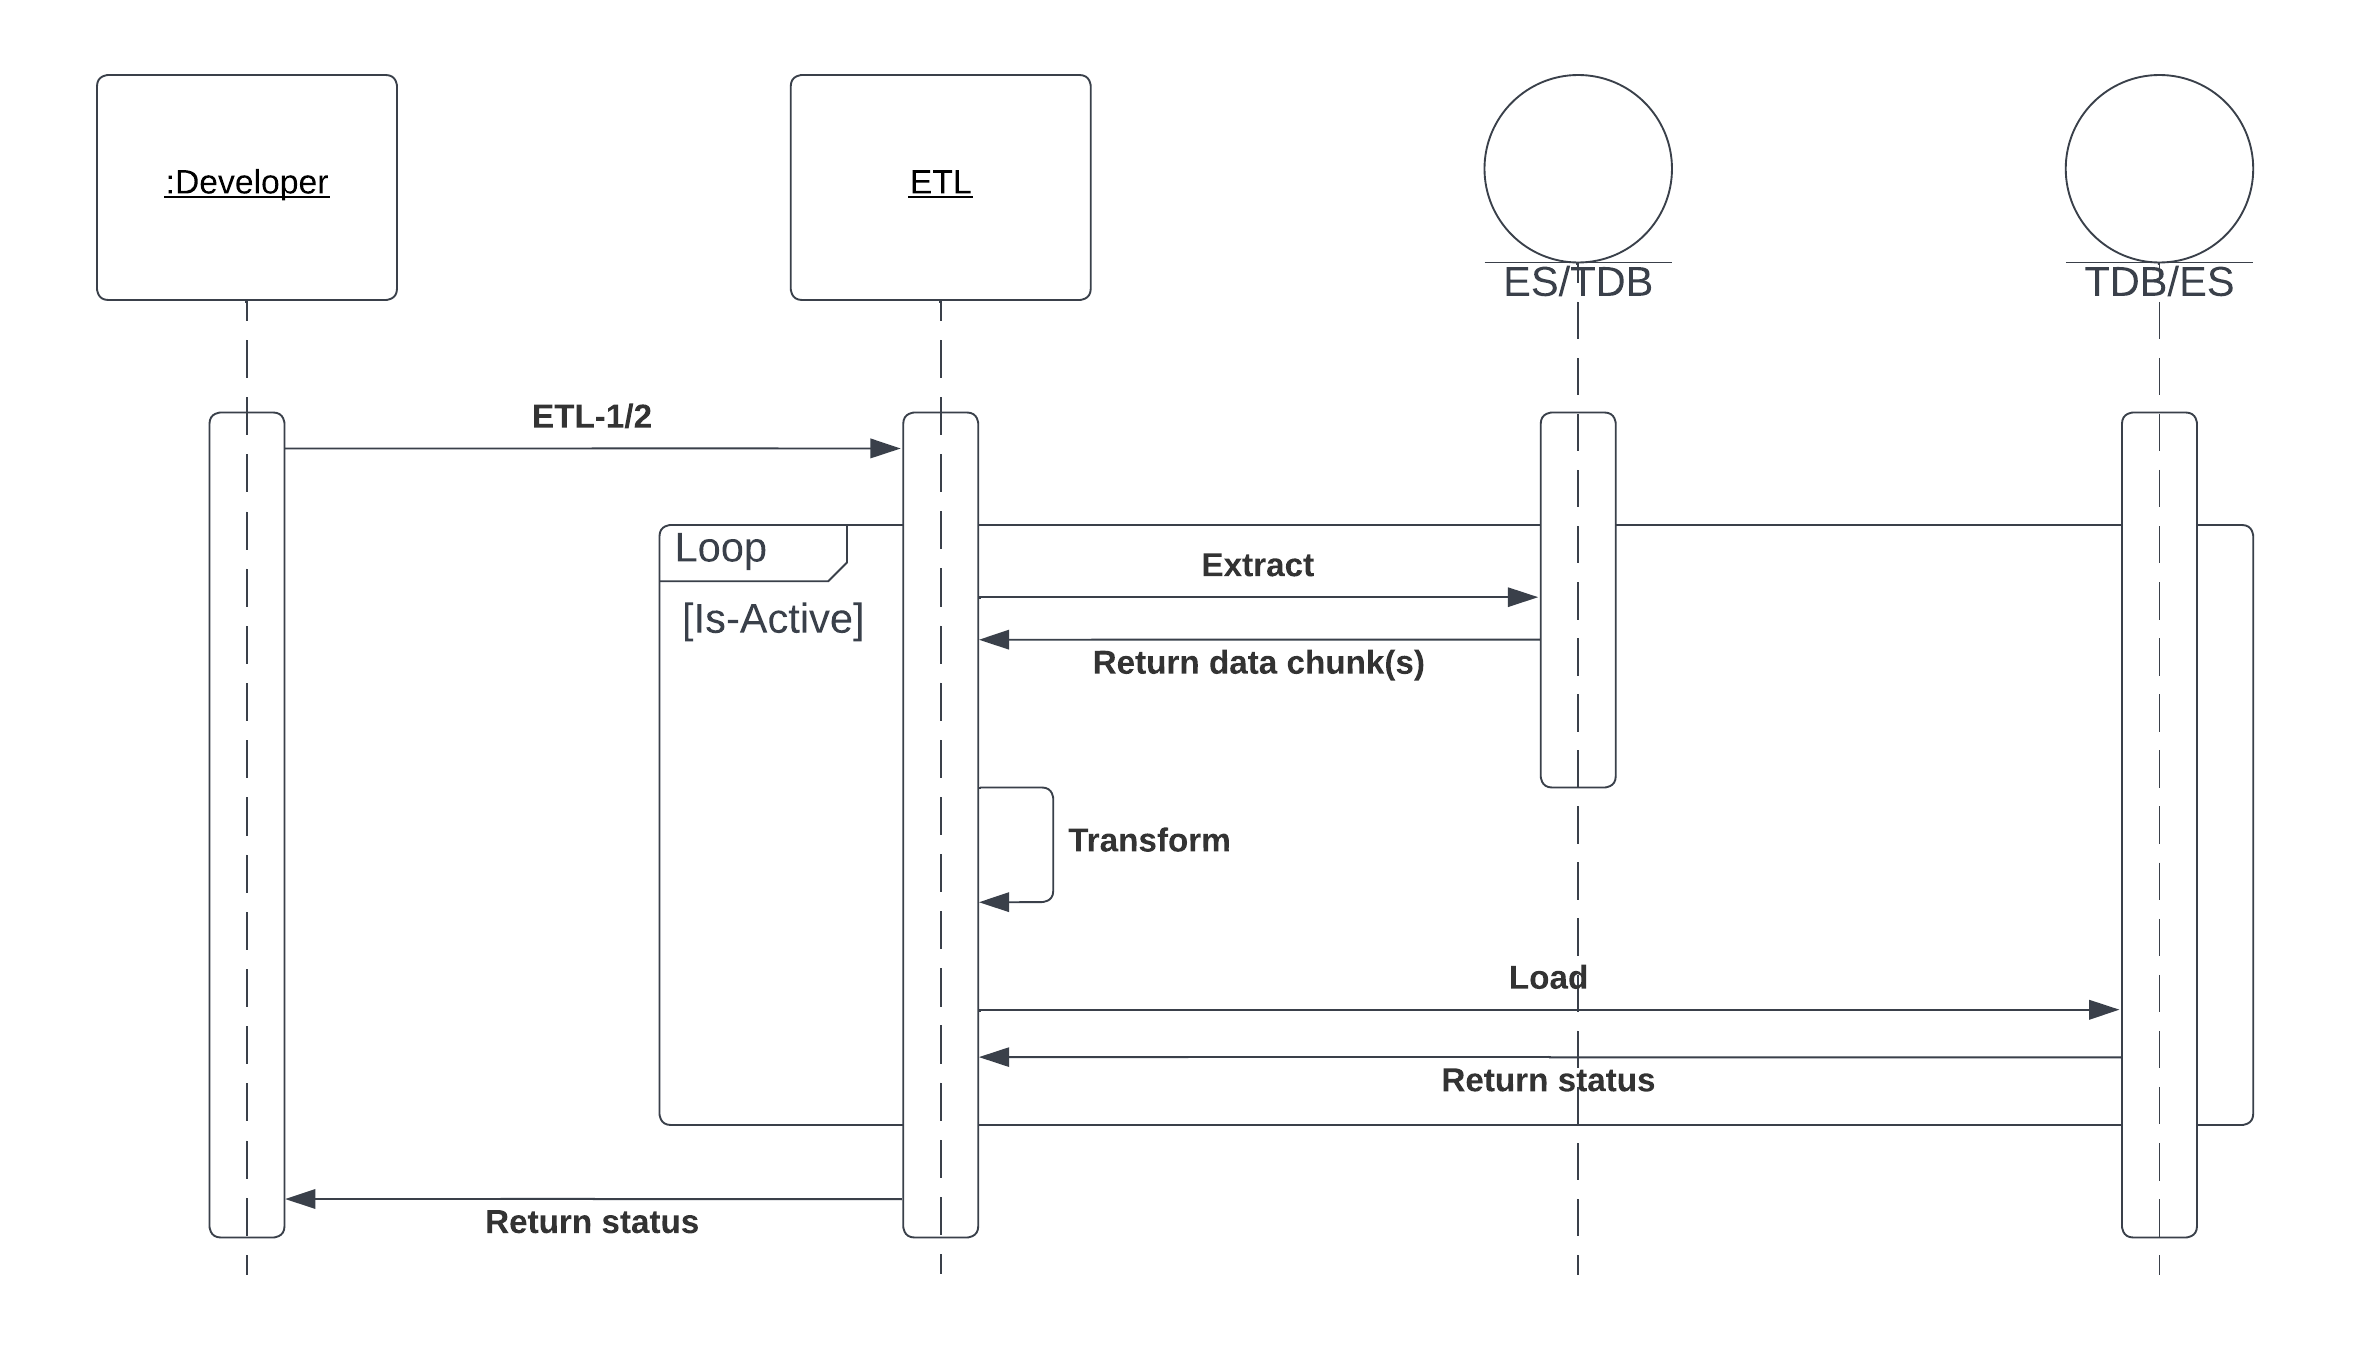 :Developer
ETL
ES/TDB
TDB/ES
ETL-1/2
Loop
Extract
[Is-Active]
Return data chunk(s)
Transform
Load
Return status
Return status